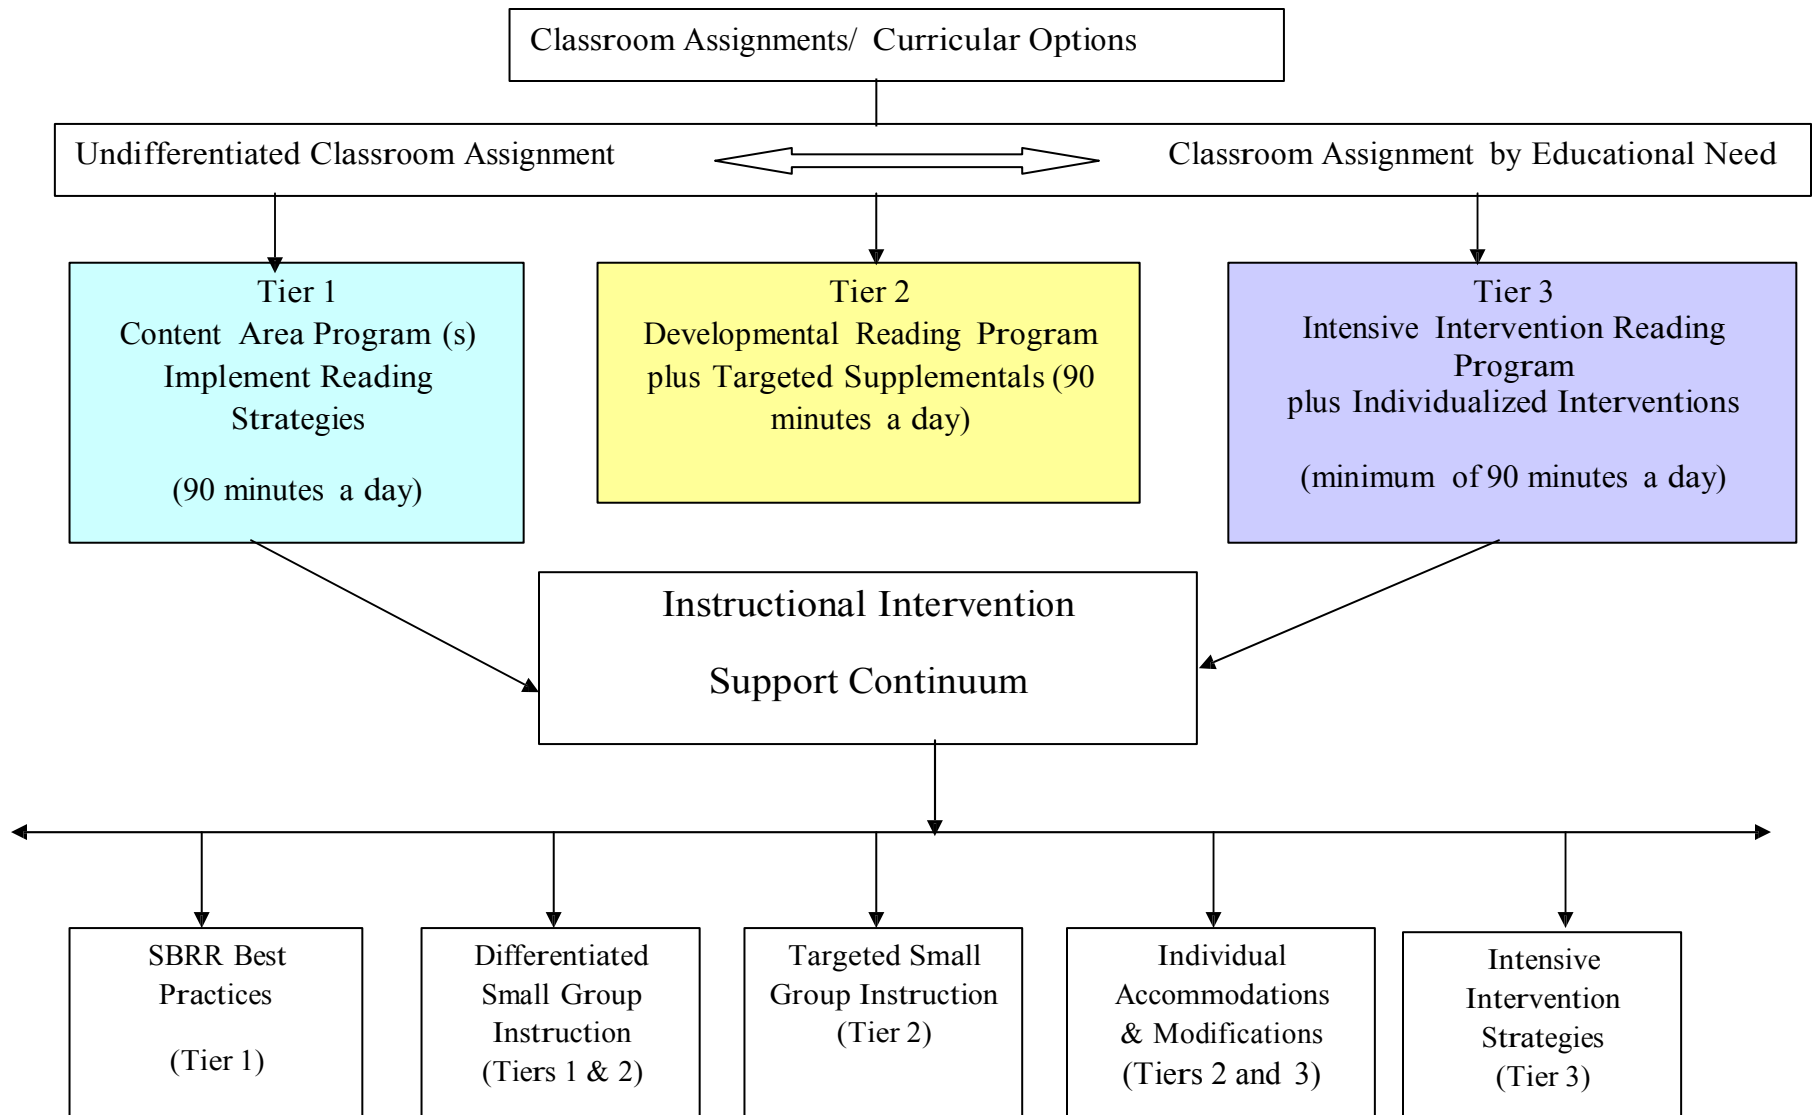 Classroom Assignments/ Curricular Options
Undifferentiated Classroom Assignment
Classroom Assignment by Educational Need
Tier 1
Content Area Program (s)
Implement Reading
Strategies
(90 minutes a day)
Tier 2
Developmental Reading Program
plus Targeted Supplementals (90
minutes a day)
Tier 3
Intensive Intervention Reading
Program
plus Individualized Interventions
(minimum of 90 minutes a day)
Instructional Intervention
Support Continuum
SBRR Best
Practices
(Tier 1)
Differentiated
Small Group
Instruction
(Tiers 1 & 2)
Targeted Small
Group Instruction
(Tier 2)
Individual
Accommodations
& Modifications
(Tiers 2 and 3)
Intensive
Intervention
Strategies
(Tier 3)